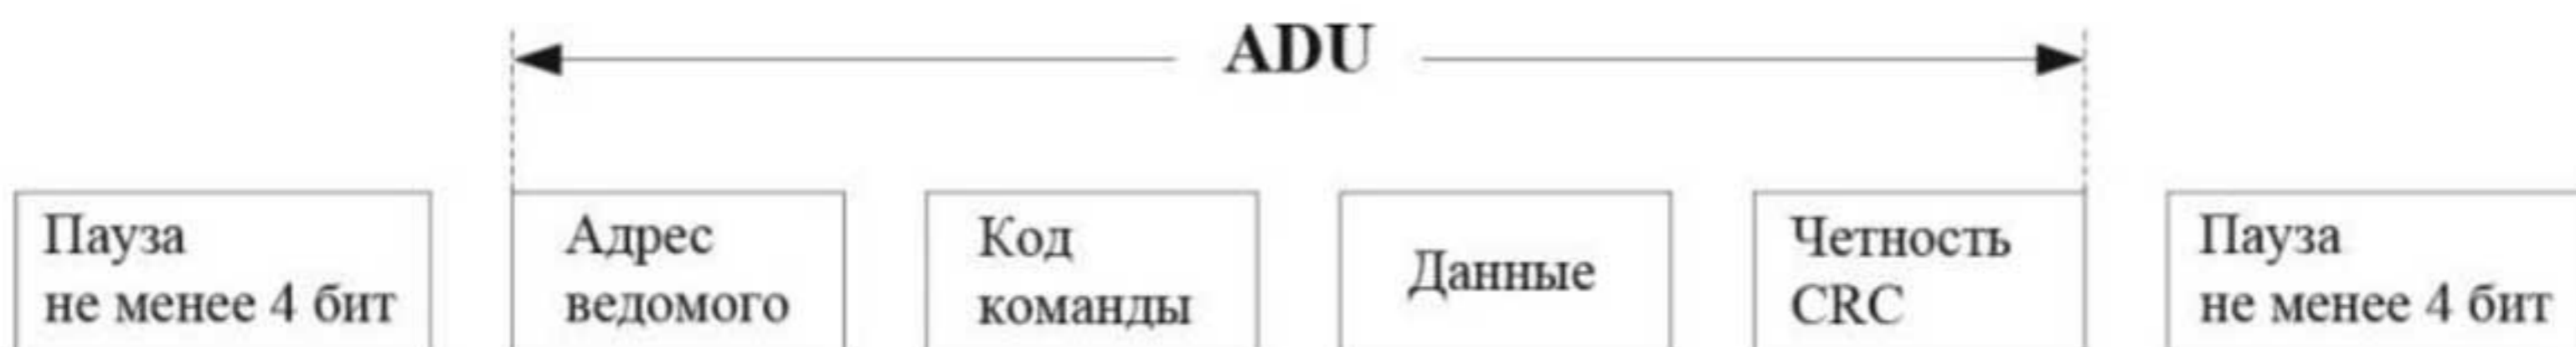 ADU
Пауза
не менее 4 бит
Адрес
ведомого
Код
команды
Данные
Четность
CRC
Пауза
не менее 4 бит